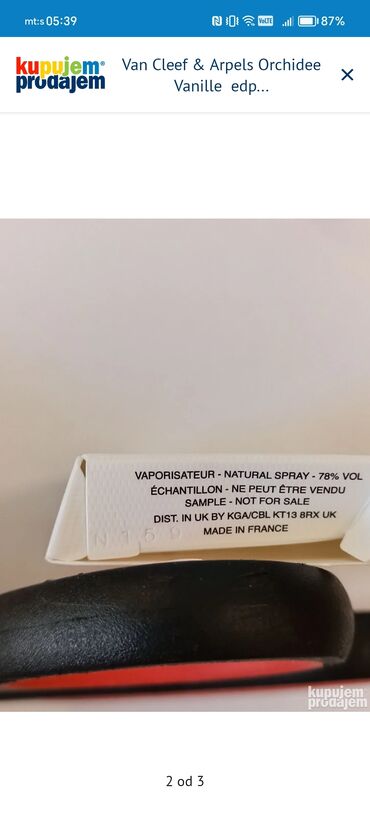 mt:s 05:39
VoLTE
87%
kupujem
prodajem
Van Cleef & Arpels Orchidee
Vanille edp...
VAPORISATEUR - NATURAL SPRAY - 78% VOL
ÉCHANTILLON - NE PEUT ÊTRE VENDU
SAMPLE - NOT FOR SALE
DIST. IN UK BY KGA/CBL KT13 8RX UK
MADE IN FRANCE
kupujem
prodajem
2 od 3